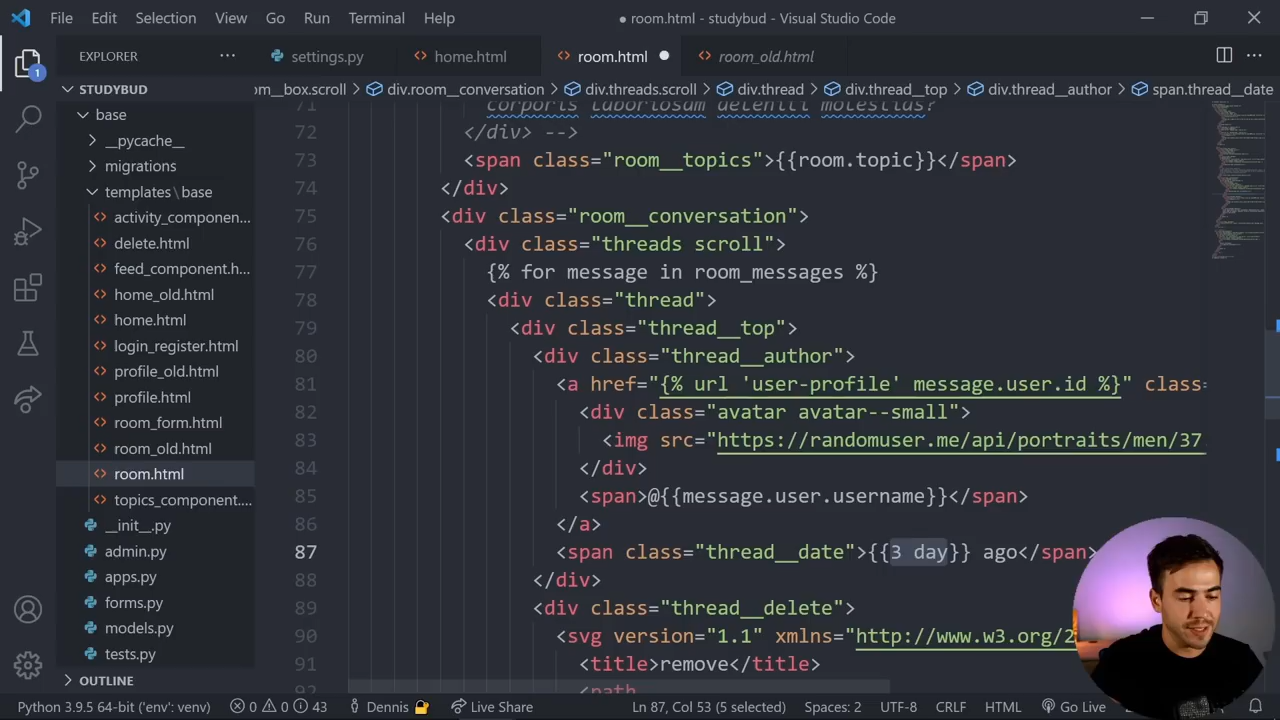 File Edit Selection View Go Run Terminal Help
● room.html - studybud - Visual Studio Code
EXPLORER ···
settings.py
home.html
room.html ●
room_old.html
1
STUDYBUD
om__box.scroll > div.room__conversation > div.threads.scroll > div.thread > div.thread__top > div.thread__author > span.thread__date
base
__pycache__
migrations
templates\base
activity_componen...
delete.html
feed_component.h...
home_old.html
home.html
login_register.html
profile_old.html
profile.html
room_form.html
room_old.html
room.html
topics_component....
__init__.py
admin.py
apps.py
forms.py
models.py
tests.py
OUTLINE
71 corporis laboriosam deleniti molestias?
72 </div> -->
73 <span class="room__topics">{{room.topic}}</span>
74 </div>
75 <div class="room__conversation">
76 <div class="threads scroll">
77 {% for message in room_messages %}
78 <div class="thread">
79 <div class="thread__top">
80 <div class="thread__author">
81 <a href="{% url 'user-profile' message.user.id %}" class=
82 <div class="avatar avatar--small">
83 <img src="https://randomuser.me/api/portraits/men/37
84 </div>
85 <span>@{{message.user.username}}</span>
86 </a>
87 <span class="thread__date">{{3 day}} ago</span>
88 </div>
89 <div class="thread__delete">
90 <svg version="1.1" xmlns="http://www.w3.org/2
91 <title>remove</title>
92 <path
Python 3.9.5 64-bit ('env': venv) 0 0 43 Dennis Live Share Ln 87, Col 53 (5 selected) Spaces: 2 UTF-8 CRLF HTML Go Live